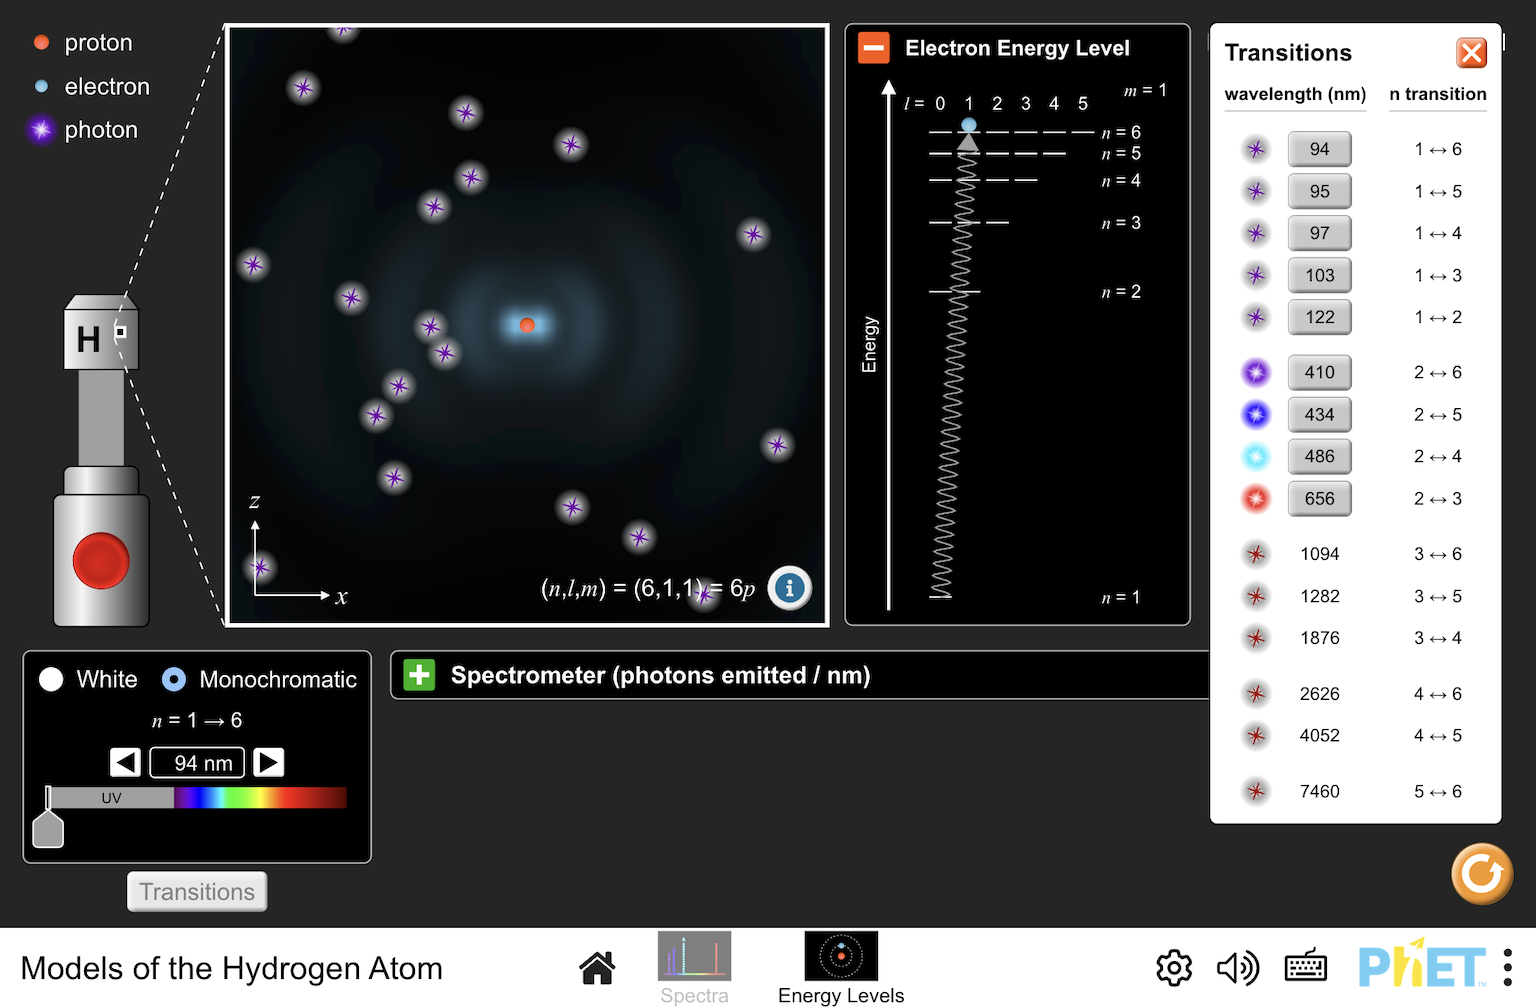 proton
electron
photon
H
z
x
(n,l,m) = (6,1,1) = 6p
i
Electron Energy Level
m = 1
l = 0 1 2 3 4 5
n = 6
n = 5
n = 4
n = 3
n = 2
n = 1
Energy
Transitions
wavelength (nm) n transition
94 1 ↔ 6
95 1 ↔ 5
97 1 ↔ 4
103 1 ↔ 3
122 1 ↔ 2
410 2 ↔ 6
434 2 ↔ 5
486 2 ↔ 4
656 2 ↔ 3
1094 3 ↔ 6
1282 3 ↔ 5
1876 3 ↔ 4
2626 4 ↔ 6
4052 4 ↔ 5
7460 5 ↔ 6
White Monochromatic
n = 1 → 6
94 nm
UV
Transitions
Spectrometer (photons emitted / nm)
Models of the Hydrogen Atom
Spectra
Energy Levels
PhET